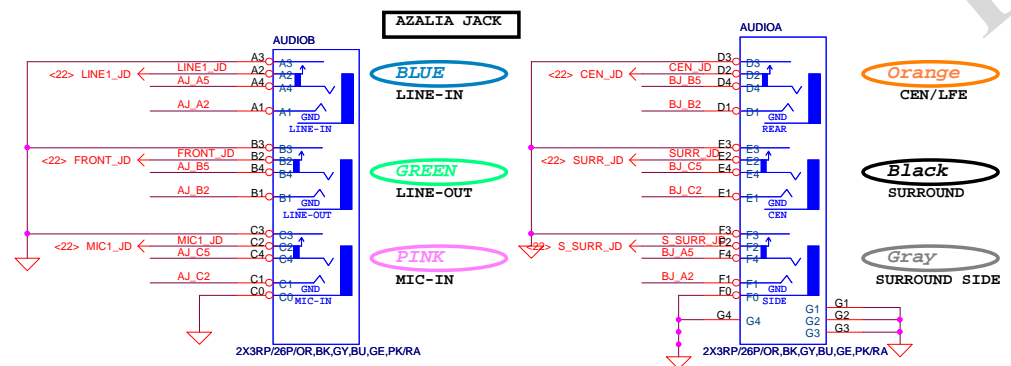 AZALIA JACK
AUDIOB
A3
A3
<22> LINE1_JD
LINE1_JD
A2
A2
AJ_A5
A4
A4
AJ_A2
A1
A1
GND
LINE-IN
BLUE
LINE-IN
B3
B3
<22> FRONT_JD
FRONT_JD
B2
B2
AJ_B5
B4
B4
AJ_B2
B1
B1
GND
LINE-OUT
GREEN
LINE-OUT
C3
C3
<22> MIC1_JD
MIC1_JD
C2
C2
AJ_C5
C4
C4
AJ_C2
C1
C1
C0
C0
GND
MIC-IN
PINK
MIC-IN
2X3RP/26P/OR,BK,GY,BU,GE,PK/RA
AUDIOA
D3
D3
<22> CEN_JD
CEN_JD
D2
D2
BJ_B5
D4
D4
BJ_B2
D1
D1
GND
REAR
Orange
CEN/LFE
E3
E3
<22> SURR_JD
SURR_JD
E2
E2
BJ_C5
E4
E4
BJ_C2
E1
E1
GND
CEN
Black
SURROUND
F3
F3
<22> S_SURR_JD
S_SURR_JD
F2
F2
BJ_A5
F4
F4
BJ_A2
F1
F1
F0
F0
GND
SIDE
Gray
SURROUND SIDE
G4
G4
G1
G1
G2
G2
G3
G3
2X3RP/26P/OR,BK,GY,BU,GE,PK/RA